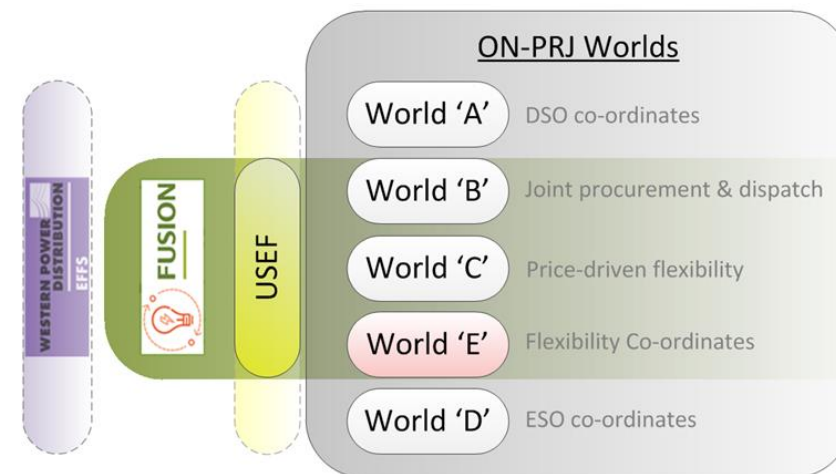 ON-PRJ Worlds
WESTERN POWER
DISTRIBUTION
EFFS
FUSION
USEF
World ‘A’ DSO co-ordinates
World ‘B’ Joint procurement & dispatch
World ‘C’ Price-driven flexibility
World ‘E’ Flexibility Co-ordinates
World ‘D’ ESO co-ordinates